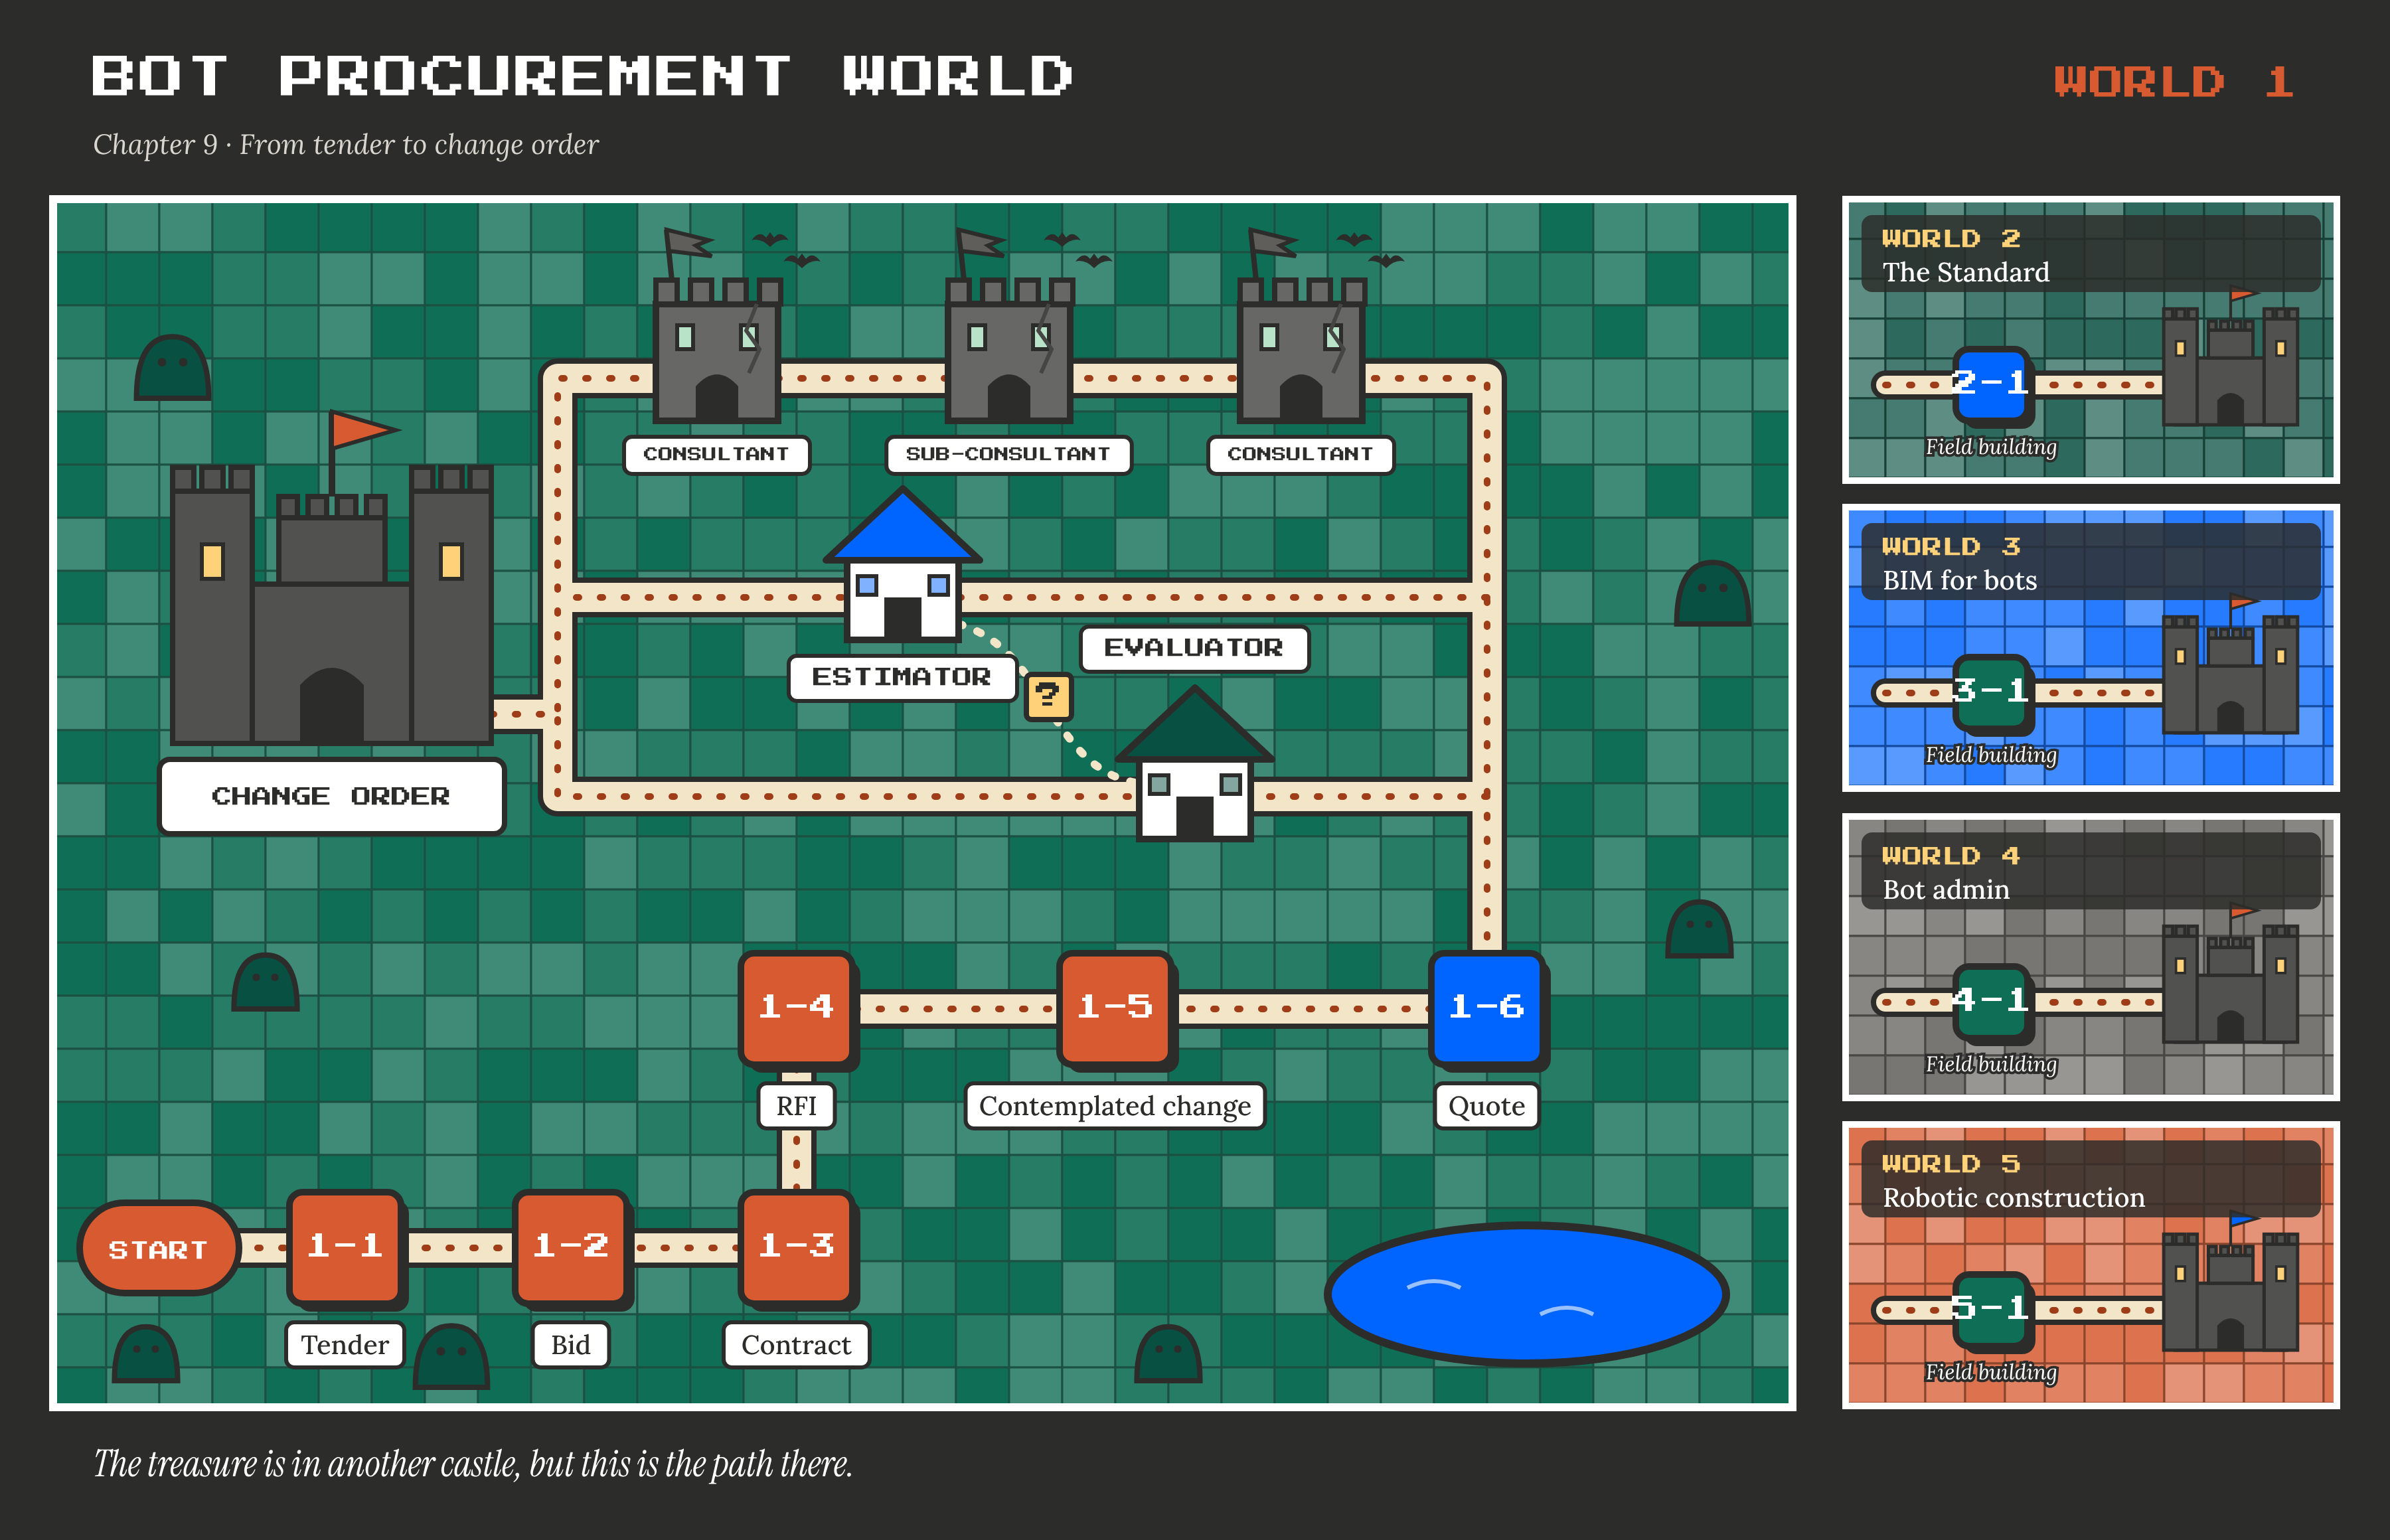 BOT PROCUREMENT WORLD
WORLD 1
Chapter 9 · From tender to change order
CONSULTANT
SUB-CONSULTANT
CONSULTANT
ESTIMATOR
EVALUATOR
?
CHANGE ORDER
1-4
1-5
1-6
RFI
Contemplated change
Quote
START
1-1
1-2
1-3
Tender
Bid
Contract
WORLD 2
The Standard
2-1
Field building
WORLD 3
BIM for bots
3-1
Field building
WORLD 4
Bot admin
4-1
Field building
WORLD 5
Robotic construction
5-1
Field building
The treasure is in another castle, but this is the path there.